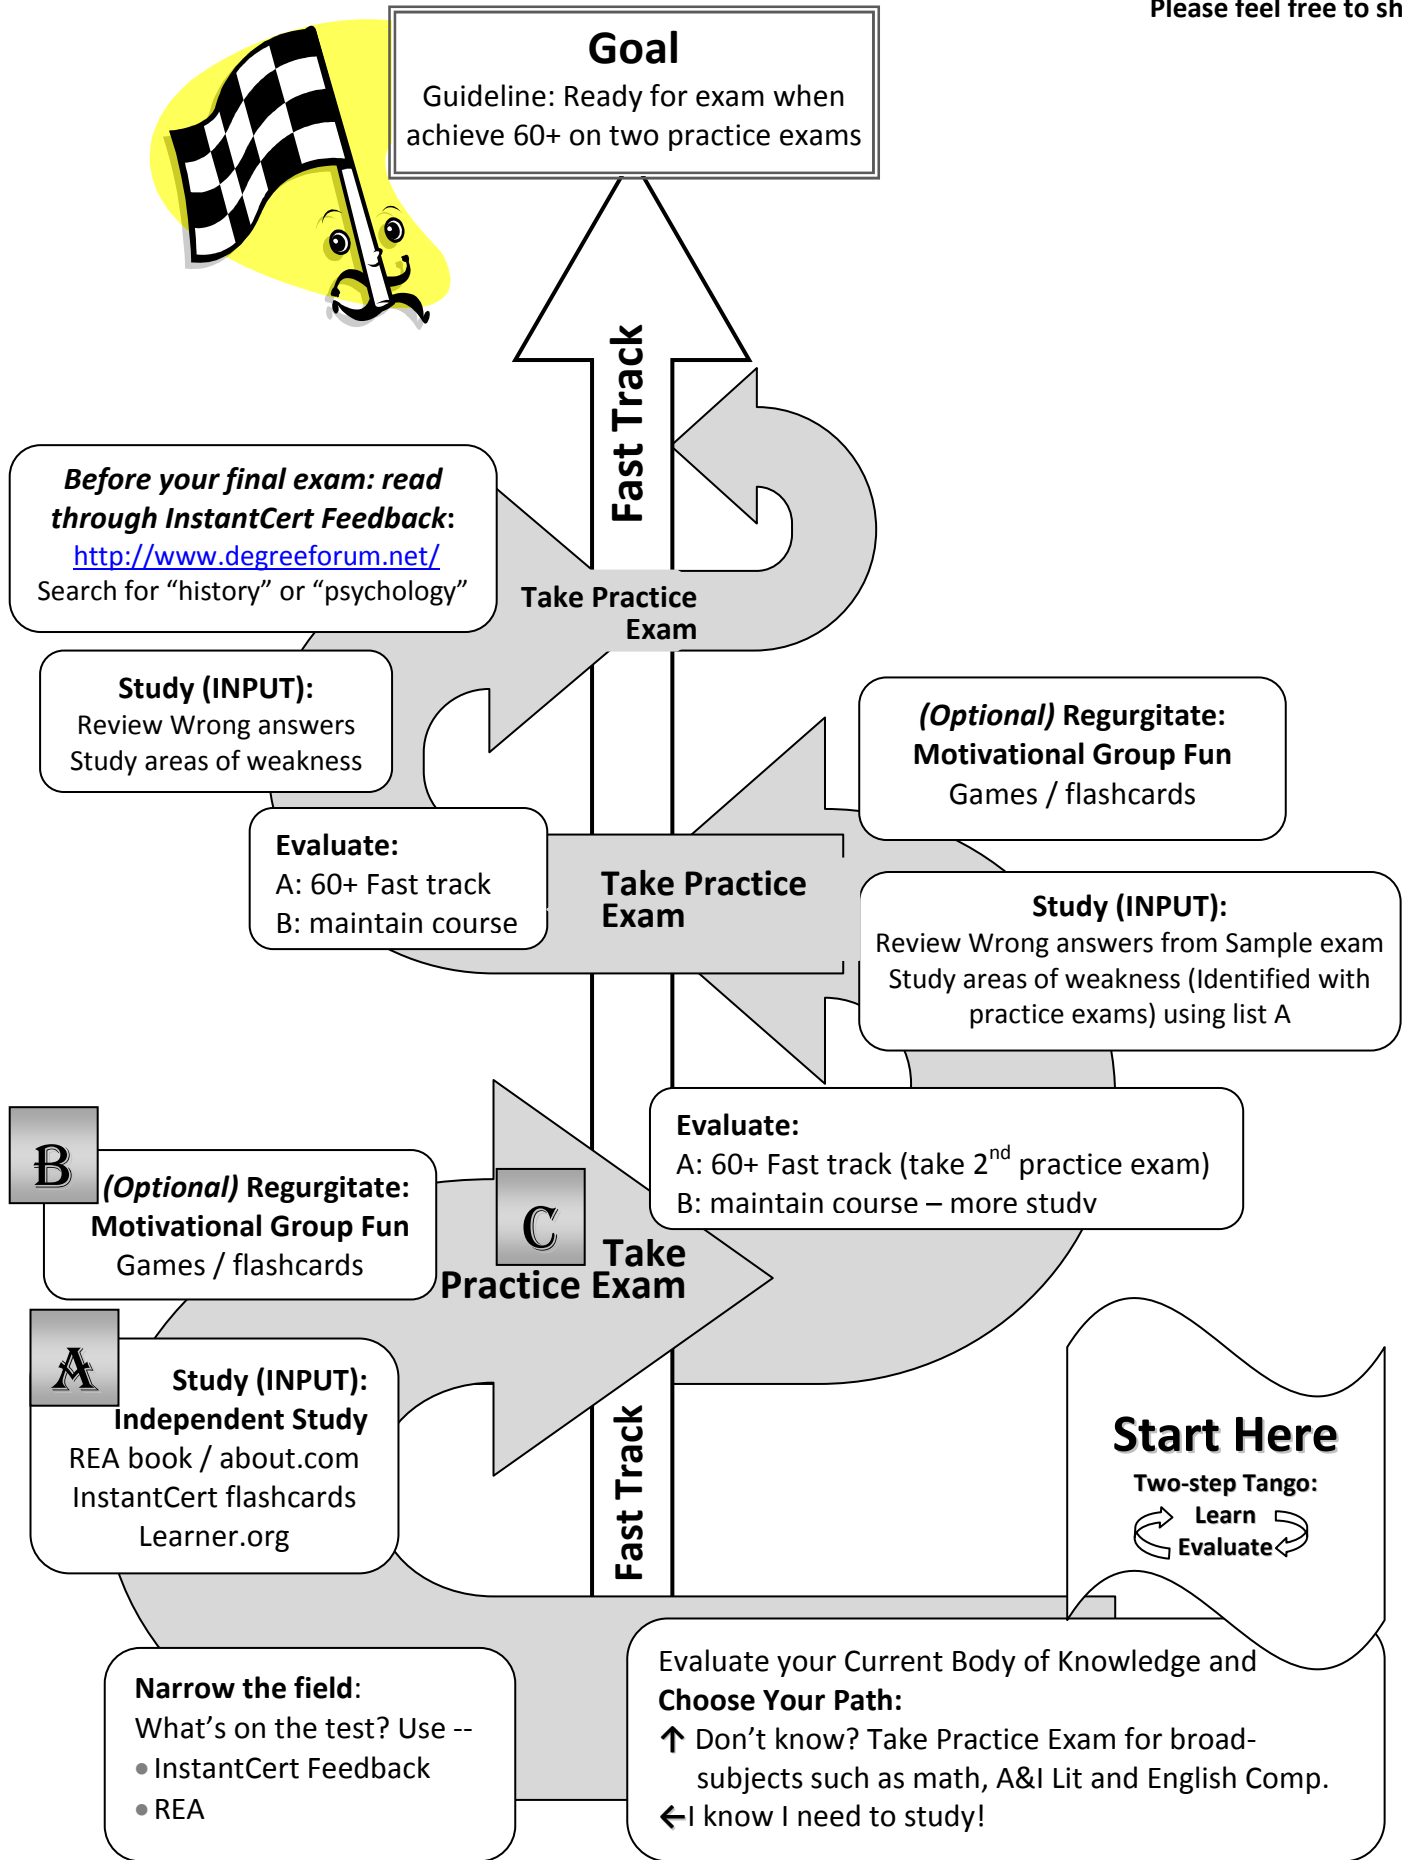 Please feel free to sh
Goal
Guideline: Ready for exam when
achieve 60+ on two practice exams
Fast Track
Before your final exam: read
through InstantCert Feedback:
http://www.degreeforum.net/
Search for “history” or “psychology”
Take Practice
Exam
Study (INPUT):
Review Wrong answers
Study areas of weakness
(Optional) Regurgitate:
Motivational Group Fun
Games / flashcards
Evaluate:
A: 60+ Fast track
B: maintain course
Take Practice
Exam
Study (INPUT):
Review Wrong answers from Sample exam
Study areas of weakness (Identified with
practice exams) using list A
Evaluate:
A: 60+ Fast track (take 2nd practice exam)
B: maintain course – more study
B
(Optional) Regurgitate:
Motivational Group Fun
Games / flashcards
C
Take
Practice Exam
A
Study (INPUT):
Independent Study
REA book / about.com
InstantCert flashcards
Learner.org
Fast Track
Start Here
Two-step Tango:
Learn
Evaluate
Narrow the field:
What’s on the test? Use --
• InstantCert Feedback
• REA
Evaluate your Current Body of Knowledge and
Choose Your Path:
↑ Don’t know? Take Practice Exam for broad-
subjects such as math, A&I Lit and English Comp.
←I know I need to study!